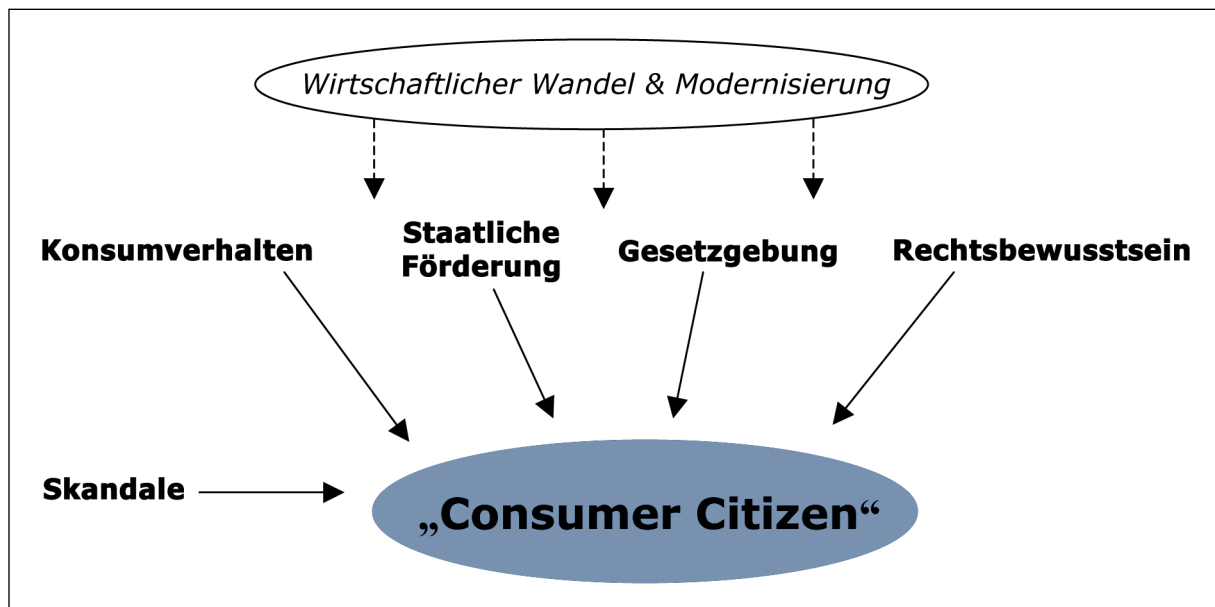 Wirtschaftlicher Wandel & Modernisierung
Konsumverhalten
Staatliche
Förderung
Gesetzgebung
Rechtsbewusstsein
Skandale
„Consumer Citizen“